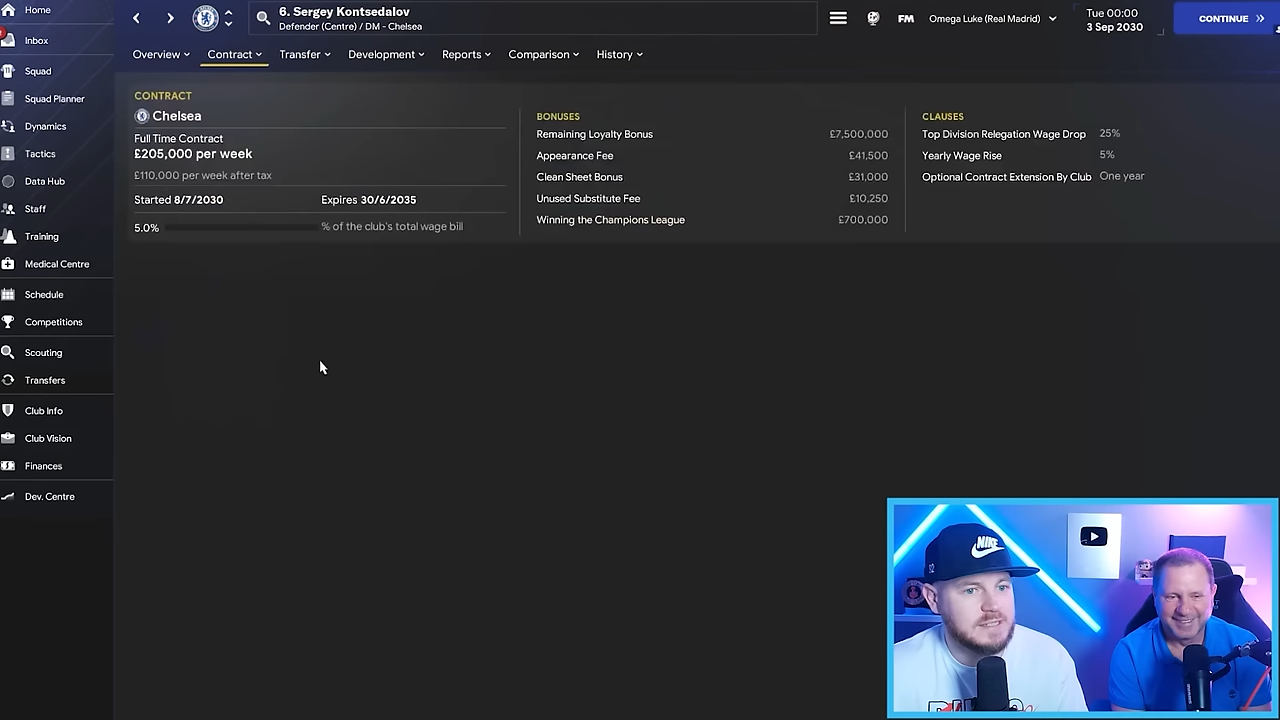 Home
Inbox
Squad
Squad Planner
Dynamics
Tactics
Data Hub
Staff
Training
Medical Centre
Schedule
Competitions
Scouting
Transfers
Club Info
Club Vision
Finances
Dev. Centre
6. Sergey Kontsedalov
Defender (Centre) / DM - Chelsea
FM
Omega Luke (Real Madrid)
Tue 00:00
3 Sep 2030
CONTINUE
Overview
Contract
Transfer
Development
Reports
Comparison
History
CONTRACT
Chelsea
Full Time Contract
£205,000 per week
£110,000 per week after tax
Started 8/7/2030 Expires 30/6/2035
5.0% % of the club's total wage bill
BONUSES
Remaining Loyalty Bonus £7,500,000
Appearance Fee £41,500
Clean Sheet Bonus £31,000
Unused Substitute Fee £10,250
Winning the Champions League £700,000
CLAUSES
Top Division Relegation Wage Drop 25%
Yearly Wage Rise 5%
Optional Contract Extension By Club One year
NIKE